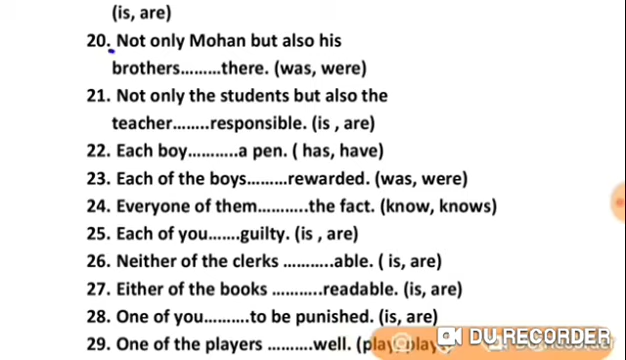 (is, are)
20. Not only Mohan but also his
brothers.........there. (was, were)
21. Not only the students but also the
teacher........responsible. (is , are)
22. Each boy...........a pen. ( has, have)
23. Each of the boys.........rewarded. (was, were)
24. Everyone of them...........the fact. (know, knows)
25. Each of you.......guilty. (is , are)
26. Neither of the clerks ...........able. ( is, are)
27. Either of the books ...........readable. (is, are)
28. One of you..........to be punished. (is, are)
29. One of the players ..........well. (play, play
DU RECORDER